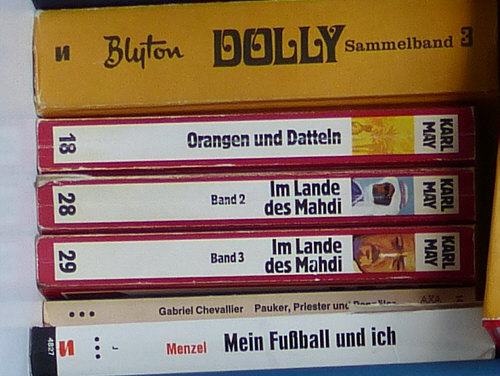 Blyton DOLLY Sammelband 3
18 Orangen und Datteln KARL MAY
28 Band 2 Im Lande des Mahdi KARL MAY
29 Band 3 Im Lande des Mahdi KARL MAY
Gabriel Chevallier Pauker, Priester und
4827 Menzel Mein Fußball und ich